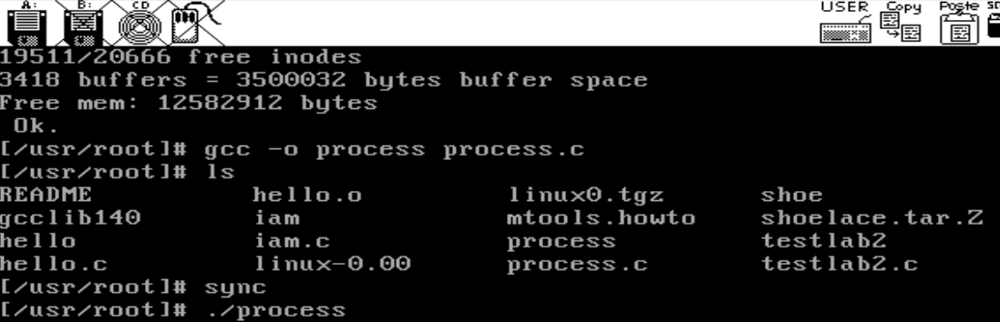 A: B: CD USER Copy Paste
19511/20666 free inodes
3418 buffers = 3500032 bytes buffer space
Free mem: 12582912 bytes
Ok.
[/usr/root]# gcc -o process process.c
[/usr/root]# ls
README hello.o linux0.tgz shoe
gcclib140 iam mtools.howto shoelace.tar.Z
hello iam.c process testlab2
hello.c linux-0.00 process.c testlab2.c
[/usr/root]# sync
[/usr/root]# ./process